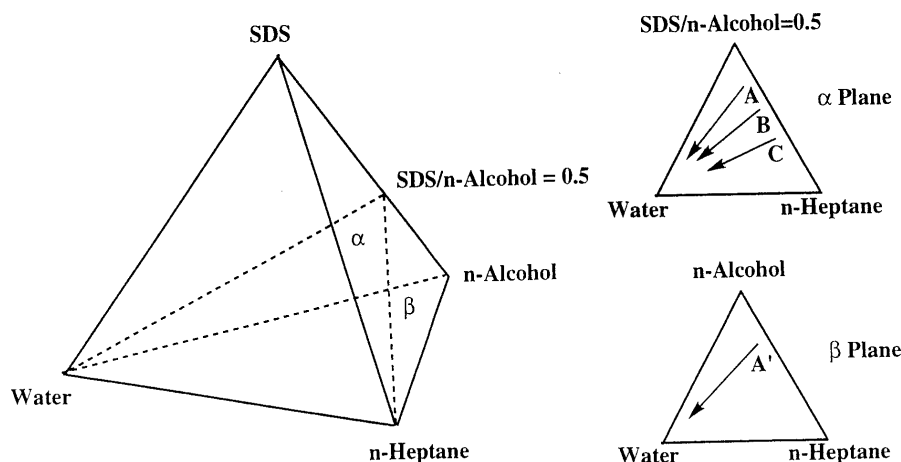 SDS
SDS/n-Alcohol = 0.5
α
n-Alcohol
β
Water
n-Heptane
SDS/n-Alcohol=0.5
A
α Plane
B
C
Water
n-Heptane
n-Alcohol
β Plane
A'
Water
n-Heptane